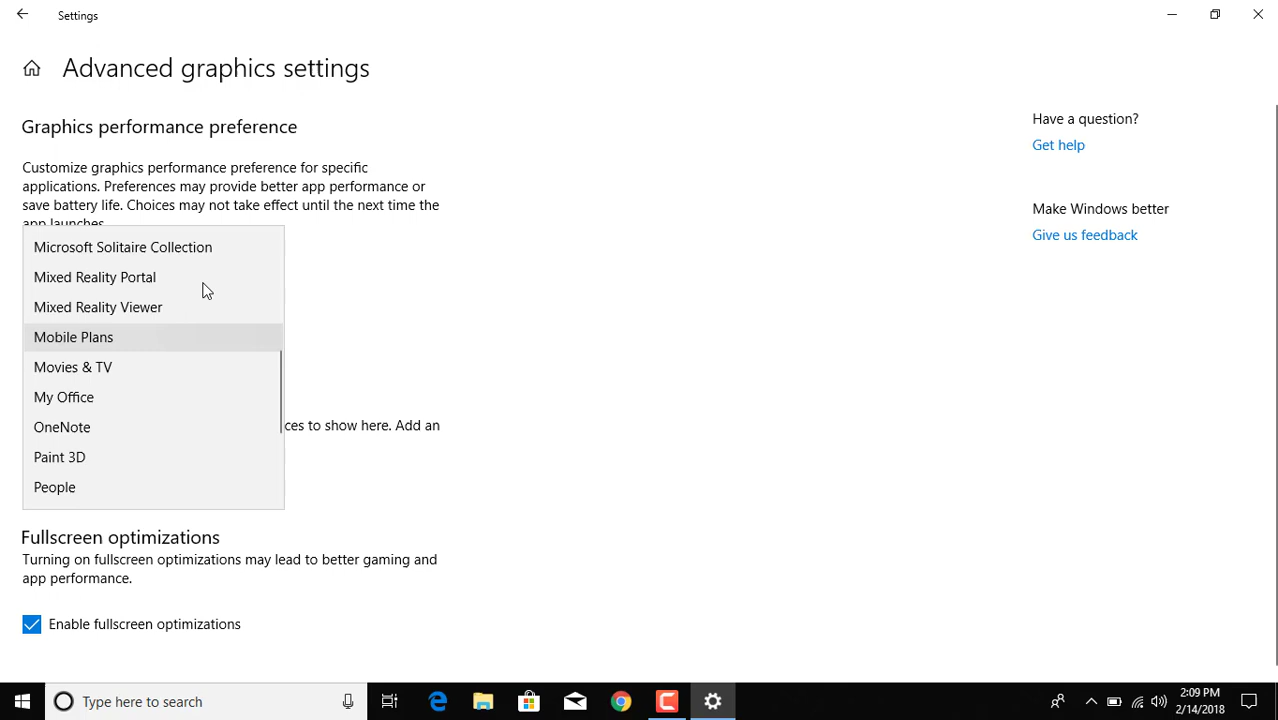 Settings
Advanced graphics settings
Graphics performance preference
Customize graphics performance preference for specific
applications. Preferences may provide better app performance or
save battery life. Choices may not take effect until the next time the
app launches.
Microsoft Solitaire Collection
Mixed Reality Portal
Mixed Reality Viewer
Mobile Plans
Movies & TV
My Office
OneNote
Paint 3D
People
ces to show here. Add an
Fullscreen optimizations
Turning on fullscreen optimizations may lead to better gaming and
app performance.
Enable fullscreen optimizations
Have a question?
Get help
Make Windows better
Give us feedback
Type here to search
2:09 PM
2/14/2018